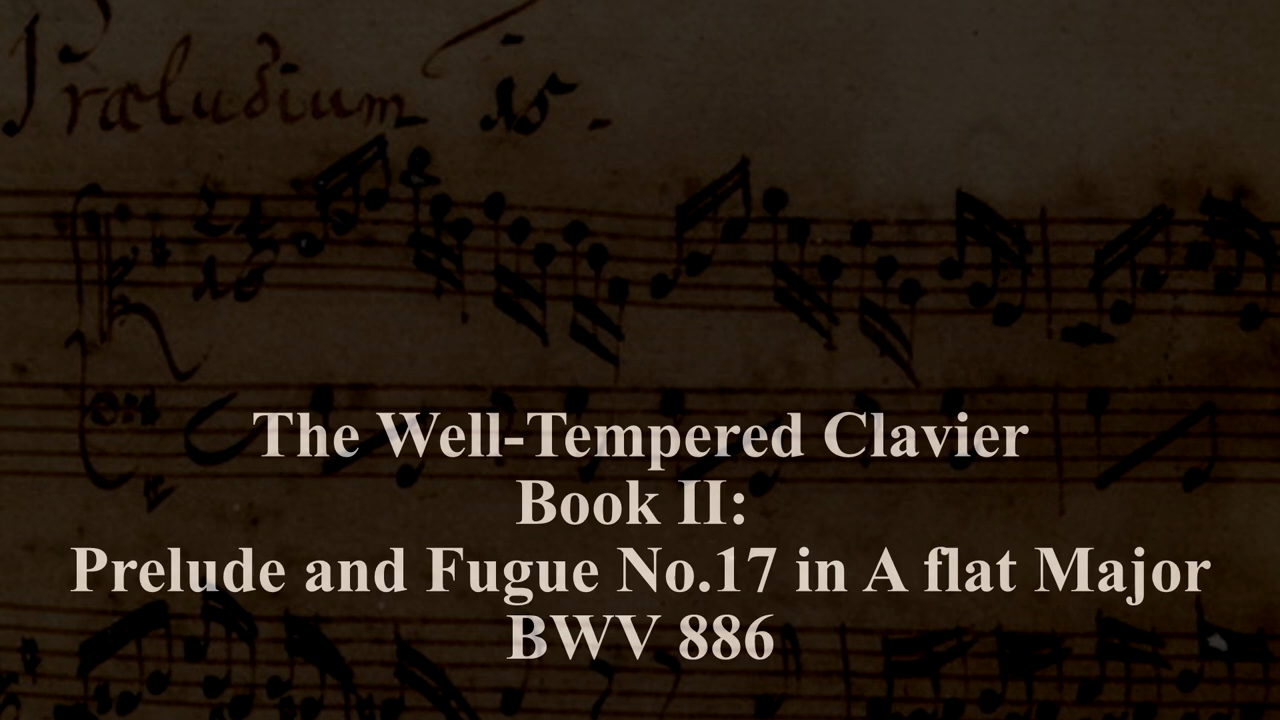 Præludium 15.
The Well-Tempered Clavier
Book II:
Prelude and Fugue No.17 in A flat Major
BWV 886